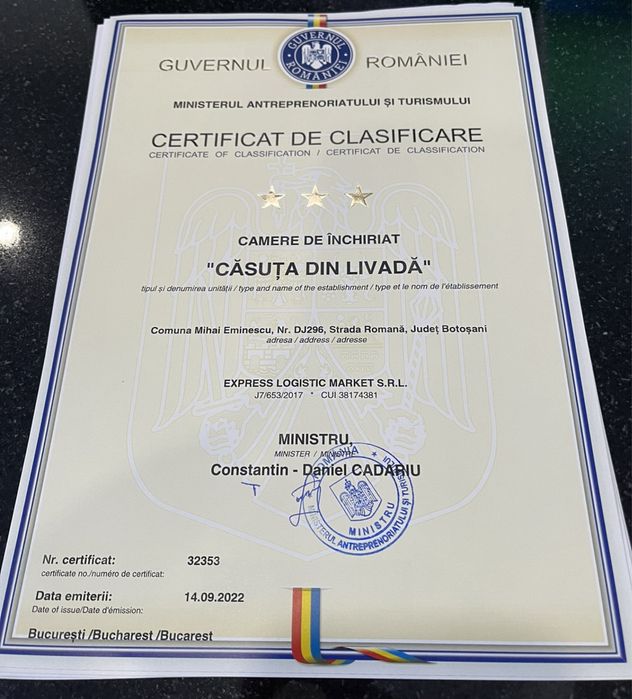 GUVERNUL ROMÂNIEI
GUVERNUL ROMÂNIEI
MINISTERUL ANTREPRENORIATULUI ȘI TURISMULUI
CERTIFICAT DE CLASIFICARE
CERTIFICATE OF CLASSIFICATION / CERTIFICAT DE CLASSIFICATION
CAMERE DE ÎNCHIRIAT
"CĂSUȚA DIN LIVADĂ"
tipul și denumirea unității / type and name of the establishment / type et le nom de l'établissement
Comuna Mihai Eminescu, Nr. DJ296, Strada Romană, Județ Botoșani
adresa / address / adresse
EXPRESS LOGISTIC MARKET S.R.L.
J7/653/2017 * CUI 38174381
MINISTRU,
MINISTER / MINISTRE
Constantin - Daniel CADARIU
ROMÂNIA
MINISTERUL ANTREPRENORIATULUI ȘI TURISMULUI
MINISTRU
Nr. certificat: 32353
certificate no./numéro de certificat:
Data emiterii: 14.09.2022
Date of issue/Date d'émission:
București /Bucharest /Bucarest